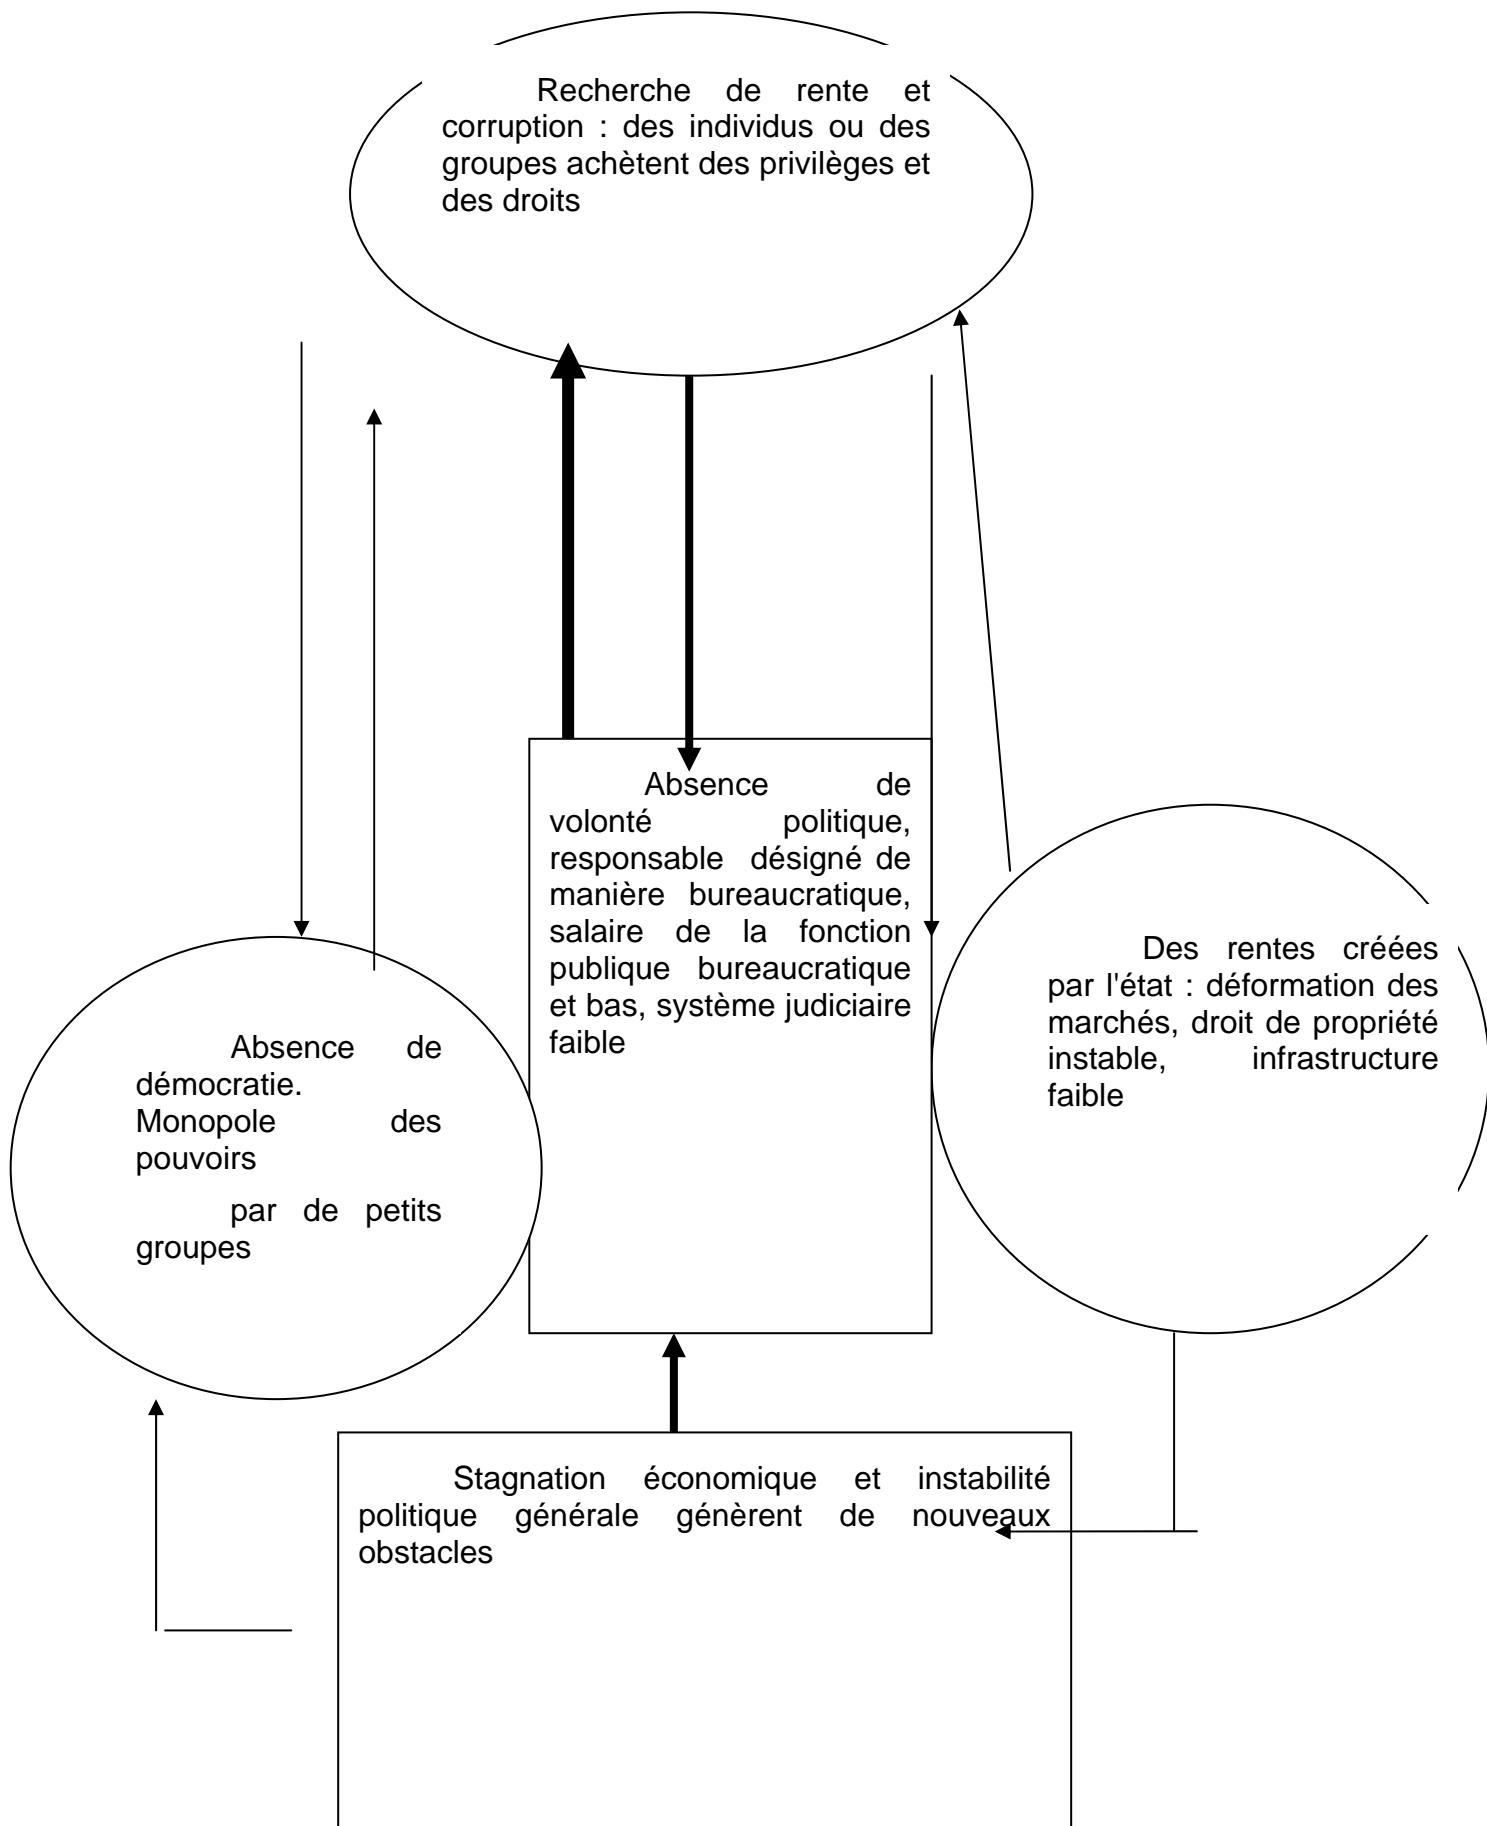 Recherche de rente et
corruption : des individus ou des
groupes achètent des privilèges et
des droits
Absence de
volonté politique,
responsable désigné de
manière bureaucratique,
salaire de la fonction
publique bureaucratique
et bas, système judiciaire
faible
Des rentes créées
par l'état : déformation des
marchés, droit de propriété
instable, infrastructure
faible
Absence de
démocratie.
Monopole des
pouvoirs
par de petits
groupes
Stagnation économique et instabilité
politique générale génèrent de nouveaux
obstacles